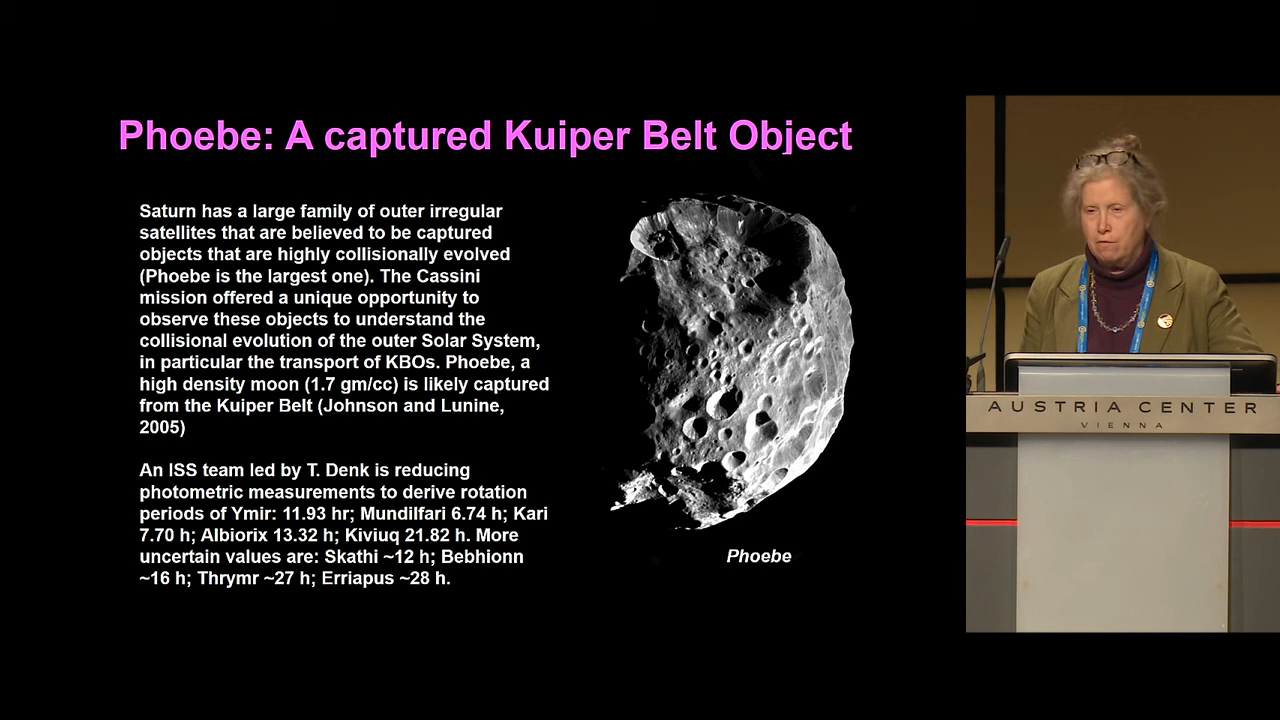 Phoebe: A captured Kuiper Belt Object
Saturn has a large family of outer irregular
satellites that are believed to be captured
objects that are highly collisionally evolved
(Phoebe is the largest one). The Cassini
mission offered a unique opportunity to
observe these objects to understand the
collisional evolution of the outer Solar System,
in particular the transport of KBOs. Phoebe, a
high density moon (1.7 gm/cc) is likely captured
from the Kuiper Belt (Johnson and Lunine,
2005)
An ISS team led by T. Denk is reducing
photometric measurements to derive rotation
periods of Ymir: 11.93 hr; Mundilfari 6.74 h; Kari
7.70 h; Albiorix 13.32 h; Kiviuq 21.82 h. More
uncertain values are: Skathi ~12 h; Bebhionn
~16 h; Thrymr ~27 h; Erriapus ~28 h.
Phoebe
AUSTRIA CENTER
VIENNA